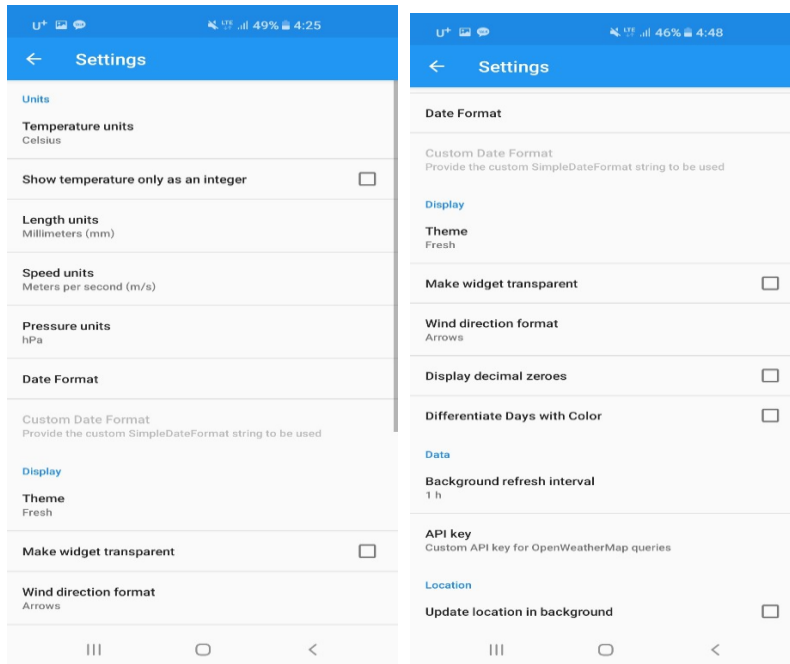 U+ LTE 49% 4:25
Settings
Units
Temperature units
Celsius
Show temperature only as an integer
Length units
Millimeters (mm)
Speed units
Meters per second (m/s)
Pressure units
hPa
Date Format
Custom Date Format
Provide the custom SimpleDateFormat string to be used
Display
Theme
Fresh
Make widget transparent
Wind direction format
Arrows
U+ LTE 46% 4:48
Settings
Date Format
Custom Date Format
Provide the custom SimpleDateFormat string to be used
Display
Theme
Fresh
Make widget transparent
Wind direction format
Arrows
Display decimal zeroes
Differentiate Days with Color
Data
Background refresh interval
1 h
API key
Custom API key for OpenWeatherMap queries
Location
Update location in background